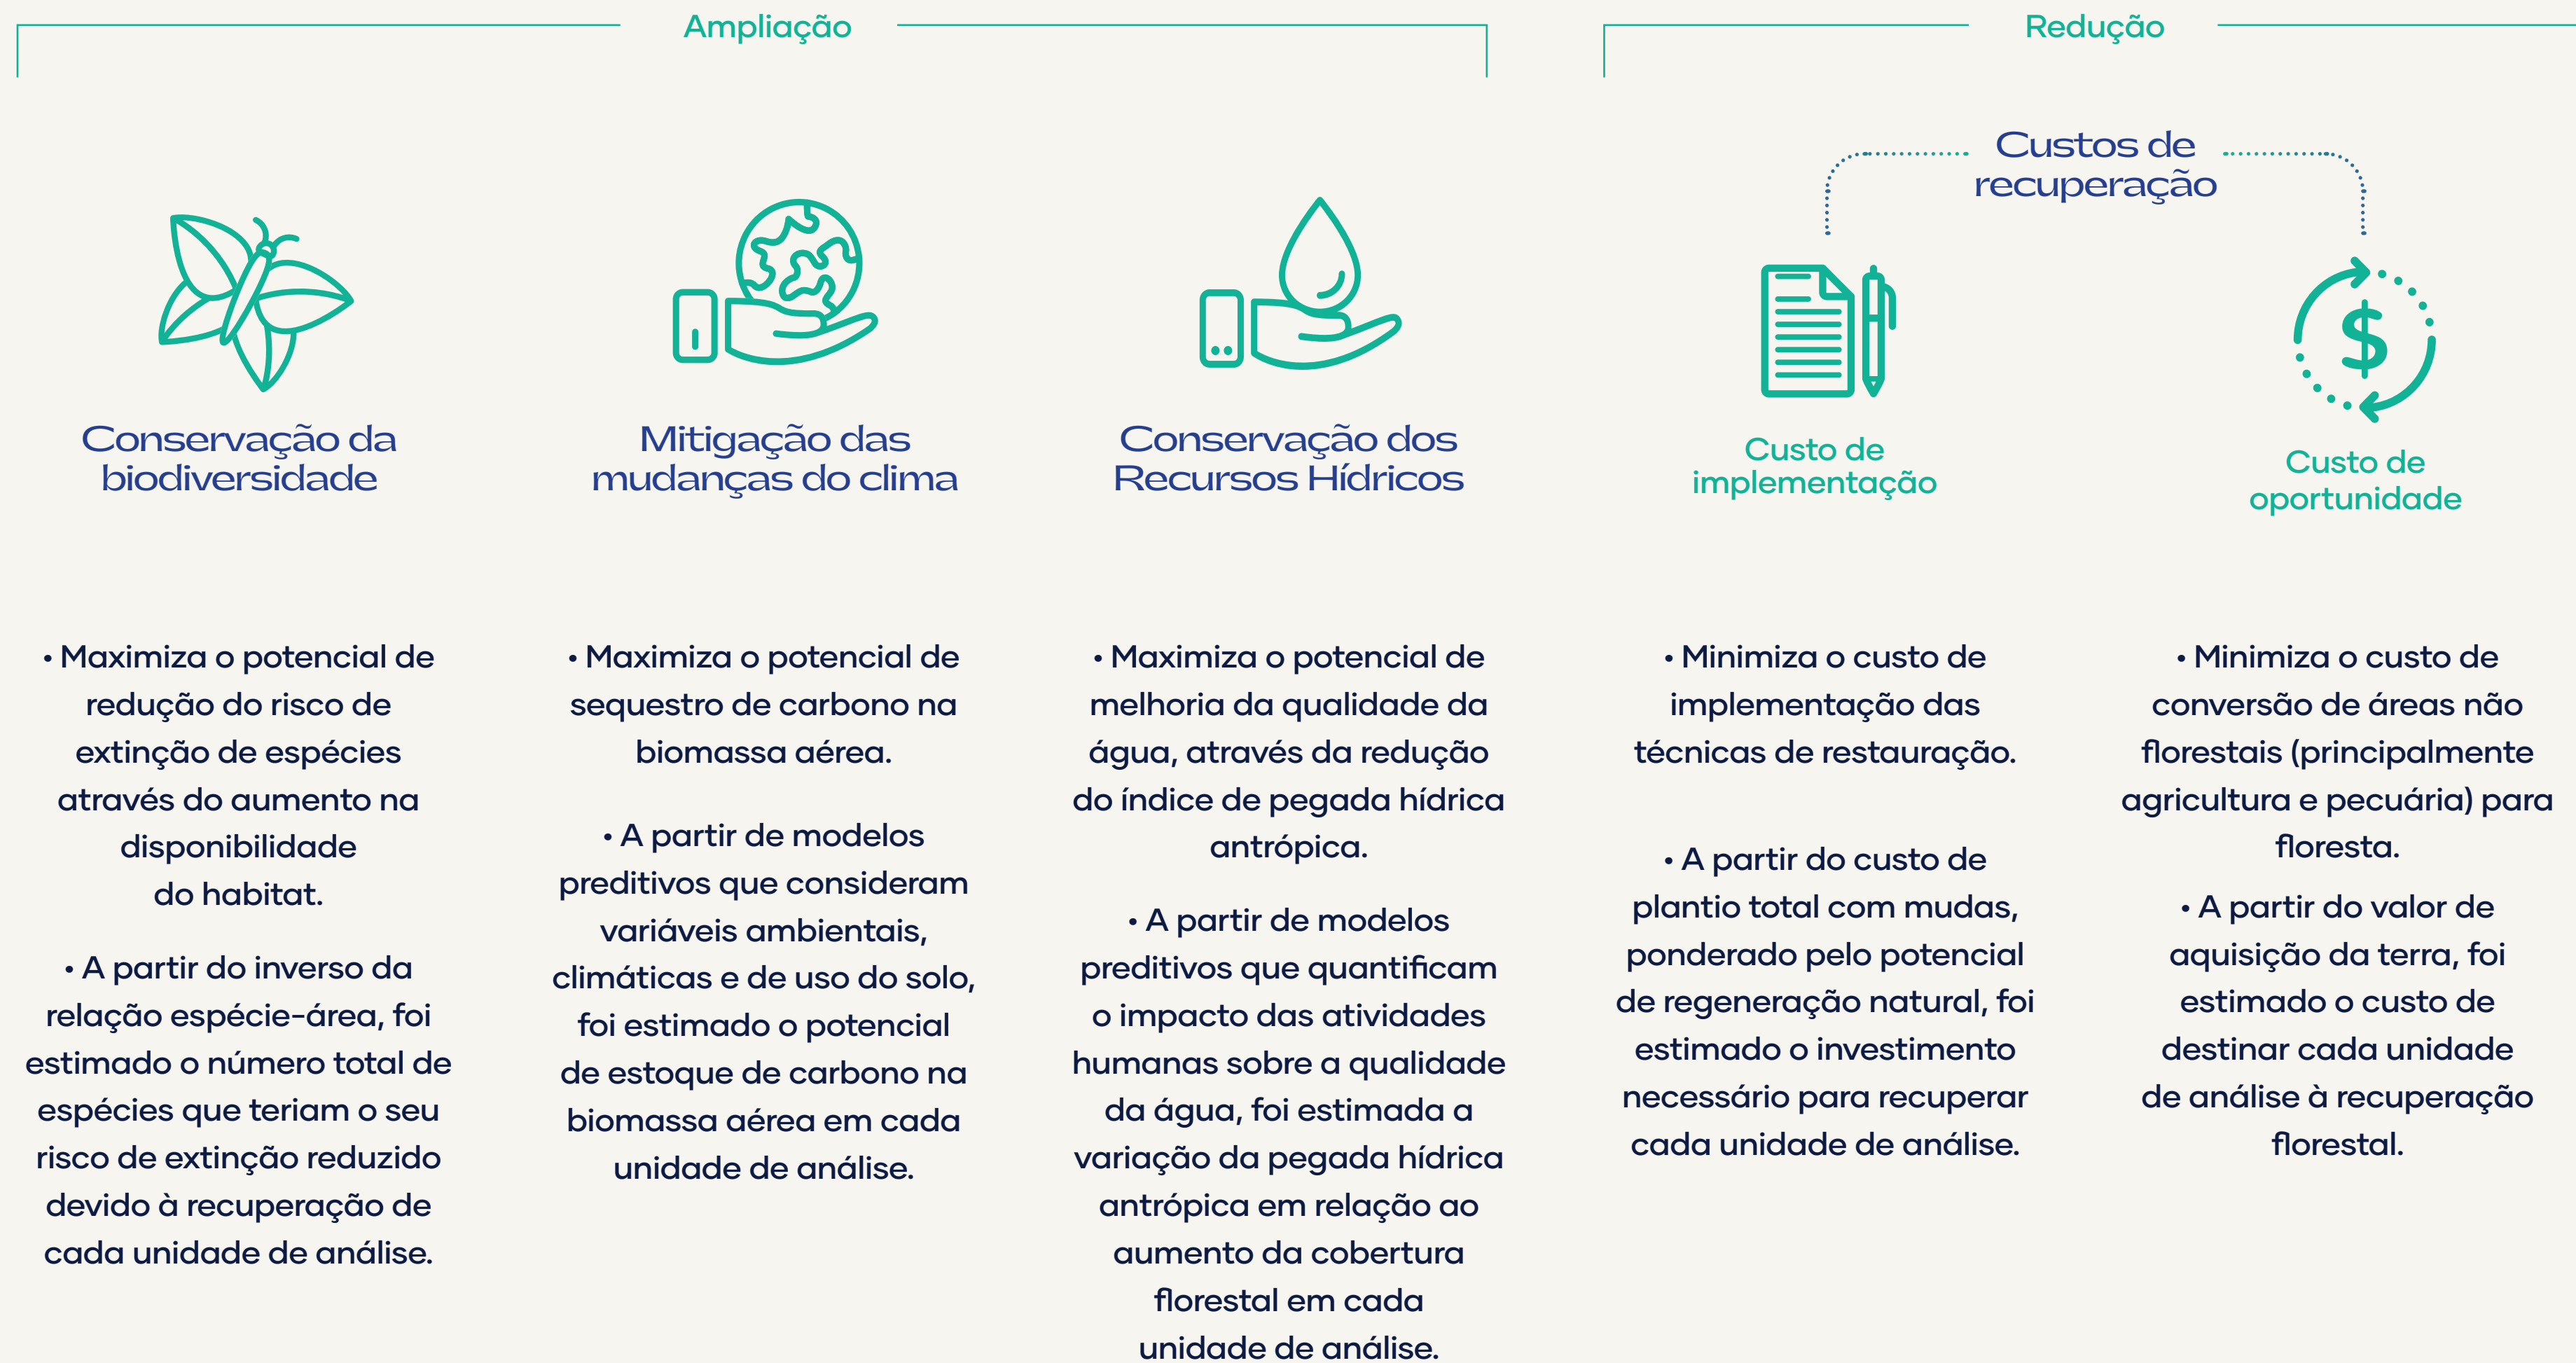 Ampliação
Redução
Custos de
recuperação
Conservação da
biodiversidade
Mitigação das
mudanças do clima
Conservação dos
Recursos Hídricos
Custo de
implementação
Custo de
oportunidade
• Maximiza o potencial de
redução do risco de
extinção de espécies
através do aumento na
disponibilidade
do habitat.
• A partir do inverso da
relação espécie-área, foi
estimado o número total de
espécies que teriam o seu
risco de extinção reduzido
devido à recuperação de
cada unidade de análise.
• Maximiza o potencial de
sequestro de carbono na
biomassa aérea.
• A partir de modelos
preditivos que consideram
variáveis ambientais,
climáticas e de uso do solo,
foi estimado o potencial
de estoque de carbono na
biomassa aérea em cada
unidade de análise.
• Maximiza o potencial de
melhoria da qualidade da
água, através da redução
do índice de pegada hídrica
antrópica.
• A partir de modelos
preditivos que quantificam
o impacto das atividades
humanas sobre a qualidade
da água, foi estimada a
variação da pegada hídrica
antrópica em relação ao
aumento da cobertura
florestal em cada
unidade de análise.
• Minimiza o custo de
implementação das
técnicas de restauração.
• A partir do custo de
plantio total com mudas,
ponderado pelo potencial
de regeneração natural, foi
estimado o investimento
necessário para recuperar
cada unidade de análise.
• Minimiza o custo de
conversão de áreas não
florestais (principalmente
agricultura e pecuária) para
floresta.
• A partir do valor de
aquisição da terra, foi
estimado o custo de
destinar cada unidade
de análise à recuperação
florestal.